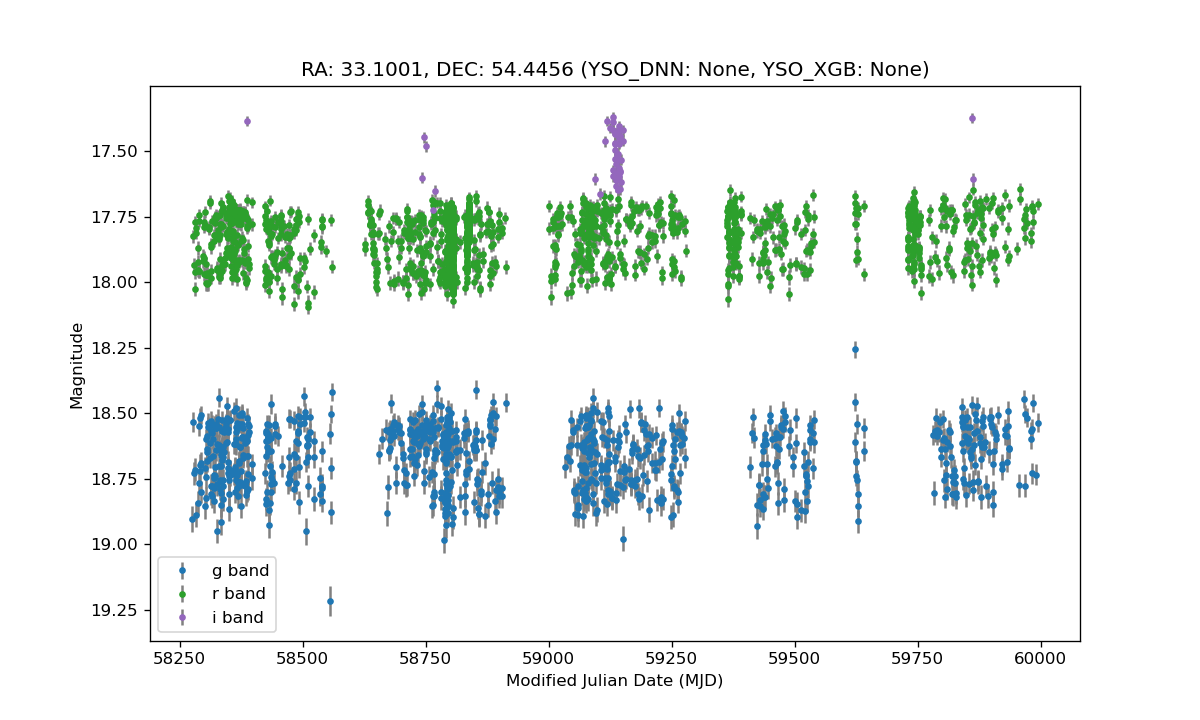 RA: 33.1001, DEC: 54.4456 (YSO_DNN: None, YSO_XGB: None)
Magnitude
17.50
17.75
18.00
18.25
18.50
18.75
19.00
19.25
g band
r band
i band
58250 58500 58750 59000 59250 59500 59750 60000
Modified Julian Date (MJD)